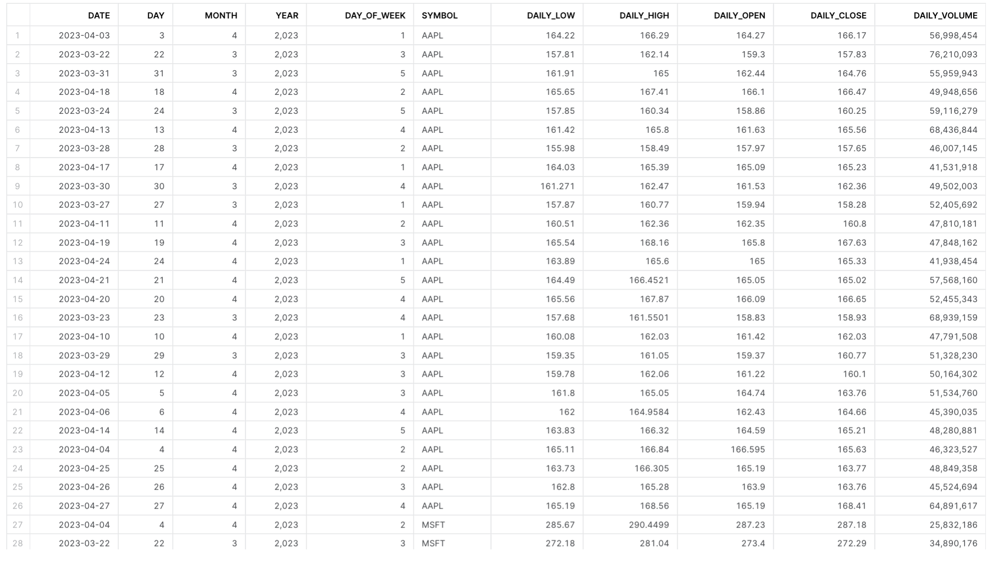 DATE DAY MONTH YEAR DAY_OF_WEEK SYMBOL DAILY_LOW DAILY_HIGH DAILY_OPEN DAILY_CLOSE DAILY_VOLUME
1 2023-04-03 3 4 2,023 1 AAPL 164.22 166.29 164.27 166.17 56,998,454
2 2023-03-22 22 3 2,023 3 AAPL 157.81 162.14 159.3 157.83 76,210,093
3 2023-03-31 31 3 2,023 5 AAPL 161.91 165 162.44 164.76 55,959,943
4 2023-04-18 18 4 2,023 2 AAPL 165.65 167.41 166.1 166.47 49,948,656
5 2023-03-24 24 3 2,023 5 AAPL 157.85 160.34 158.86 160.25 59,116,279
6 2023-04-13 13 4 2,023 4 AAPL 161.42 165.8 161.63 165.56 68,436,844
7 2023-03-28 28 3 2,023 2 AAPL 155.98 158.49 157.97 157.65 46,007,145
8 2023-04-17 17 4 2,023 1 AAPL 164.03 165.39 165.09 165.23 41,531,918
9 2023-03-30 30 3 2,023 4 AAPL 161.271 162.47 161.53 162.36 49,502,003
10 2023-03-27 27 3 2,023 1 AAPL 157.87 160.77 159.94 158.28 52,405,692
11 2023-04-11 11 4 2,023 2 AAPL 160.51 162.36 162.35 160.8 47,810,181
12 2023-04-19 19 4 2,023 3 AAPL 165.54 168.16 165.8 167.63 47,848,162
13 2023-04-24 24 4 2,023 1 AAPL 163.89 165.6 165 165.33 41,938,454
14 2023-04-21 21 4 2,023 5 AAPL 164.49 166.4521 165.05 165.02 57,568,160
15 2023-04-20 20 4 2,023 4 AAPL 165.56 167.87 166.09 166.65 52,455,343
16 2023-03-23 23 3 2,023 4 AAPL 157.68 161.5501 158.83 158.93 68,939,159
17 2023-04-10 10 4 2,023 1 AAPL 160.08 162.03 161.42 162.03 47,791,508
18 2023-03-29 29 3 2,023 3 AAPL 159.35 161.05 159.37 160.77 51,328,230
19 2023-04-12 12 4 2,023 3 AAPL 159.78 162.06 161.22 160.1 50,164,302
20 2023-04-05 5 4 2,023 3 AAPL 161.8 165.05 164.74 163.76 51,534,760
21 2023-04-06 6 4 2,023 4 AAPL 162 164.9584 162.43 164.66 45,390,035
22 2023-04-14 14 4 2,023 5 AAPL 163.83 166.32 164.59 165.21 48,280,881
23 2023-04-04 4 4 2,023 2 AAPL 165.11 166.84 166.595 165.63 46,323,527
24 2023-04-25 25 4 2,023 2 AAPL 163.73 166.305 165.19 163.77 48,849,358
25 2023-04-26 26 4 2,023 3 AAPL 162.8 165.28 163.9 163.76 45,524,694
26 2023-04-27 27 4 2,023 4 AAPL 165.19 168.56 165.19 168.41 64,891,617
27 2023-04-04 4 4 2,023 2 MSFT 285.67 290.4499 287.23 287.18 25,832,186
28 2023-03-22 22 3 2,023 3 MSFT 272.18 281.04 273.4 272.29 34,890,176